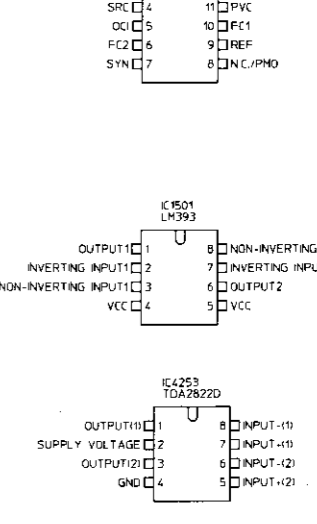 SRC 4 11 PVC
OCI 5 10 FC1
FC2 6 9 REF
SYN 7 8 N.C./PMO
IC1501
LM393
OUTPUT1 1 8 NON-INVERTING
INVERTING INPUT1 2 7 INVERTING INPU
NON-INVERTING INPUT1 3 6 OUTPUT2
VCC 4 5 VCC
IC4253
TDA2822D
OUTPUT(1) 1 8 INPUT-(1)
SUPPLY VOLTAGE 2 7 INPUT+(1)
OUTPUT(2) 3 6 INPUT-(2)
GND 4 5 INPUT+(2)